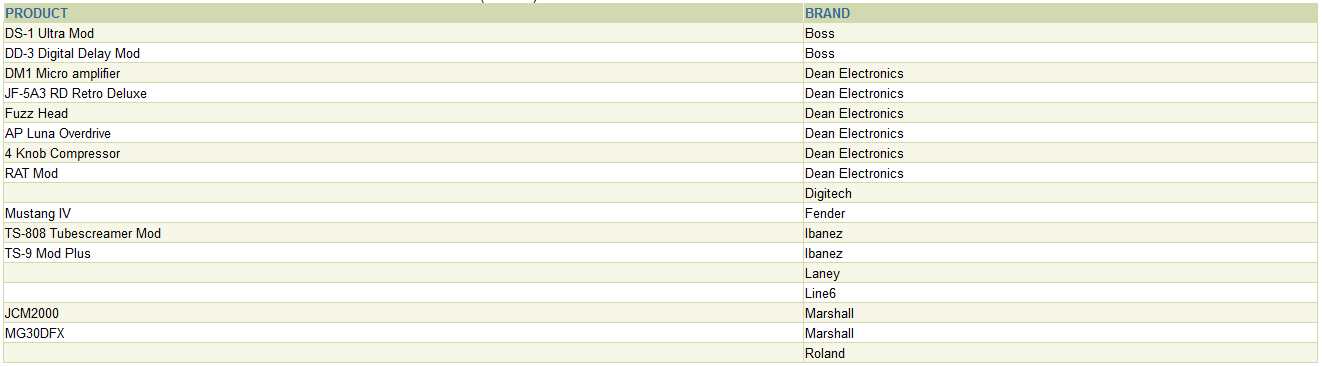 PRODUCT BRAND
DS-1 Ultra Mod Boss
DD-3 Digital Delay Mod Boss
DM1 Micro amplifier Dean Electronics
JF-5A3 RD Retro Deluxe Dean Electronics
Fuzz Head Dean Electronics
AP Luna Overdrive Dean Electronics
4 Knob Compressor Dean Electronics
RAT Mod Dean Electronics
Digitech
Mustang IV Fender
TS-808 Tubescreamer Mod Ibanez
TS-9 Mod Plus Ibanez
Laney
Line6
JCM2000 Marshall
MG30DFX Marshall
Roland